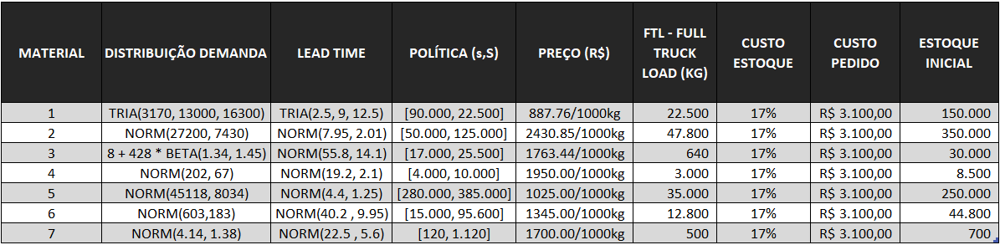 MATERIAL DISTRIBUIÇÃO DEMANDA LEAD TIME POLÍTICA (s,S) PREÇO (R$) FTL - FULL TRUCK LOAD (KG) CUSTO ESTOQUE CUSTO PEDIDO ESTOQUE INICIAL
1 TRIA(3170, 13000, 16300) TRIA(2.5, 9, 12.5) [90.000, 22.500] 887.76/1000kg 22.500 17% R$ 3.100,00 150.000
2 NORM(27200, 7430) NORM(7.95, 2.01) [50.000, 125.000] 2430.85/1000kg 47.800 17% R$ 3.100,00 350.000
3 8 + 428 * BETA(1.34, 1.45) NORM(55.8, 14.1) [17.000, 25.500] 1763.44/1000kg 640 17% R$ 3.100,00 30.000
4 NORM(202, 67) NORM(19.2, 2.1) [4.000, 10.000] 1950.00/1000kg 3.000 17% R$ 3.100,00 8.500
5 NORM(45118, 8034) NORM(4.4, 1.25) [280.000, 385.000] 1025.00/1000kg 35.000 17% R$ 3.100,00 250.000
6 NORM(603,183) NORM(40.2 , 9.95) [15.000, 95.600] 1345.00/1000kg 12.800 17% R$ 3.100,00 44.800
7 NORM(4.14, 1.38) NORM(22.5 , 5.6) [120, 1.120] 1700.00/1000kg 500 17% R$ 3.100,00 700